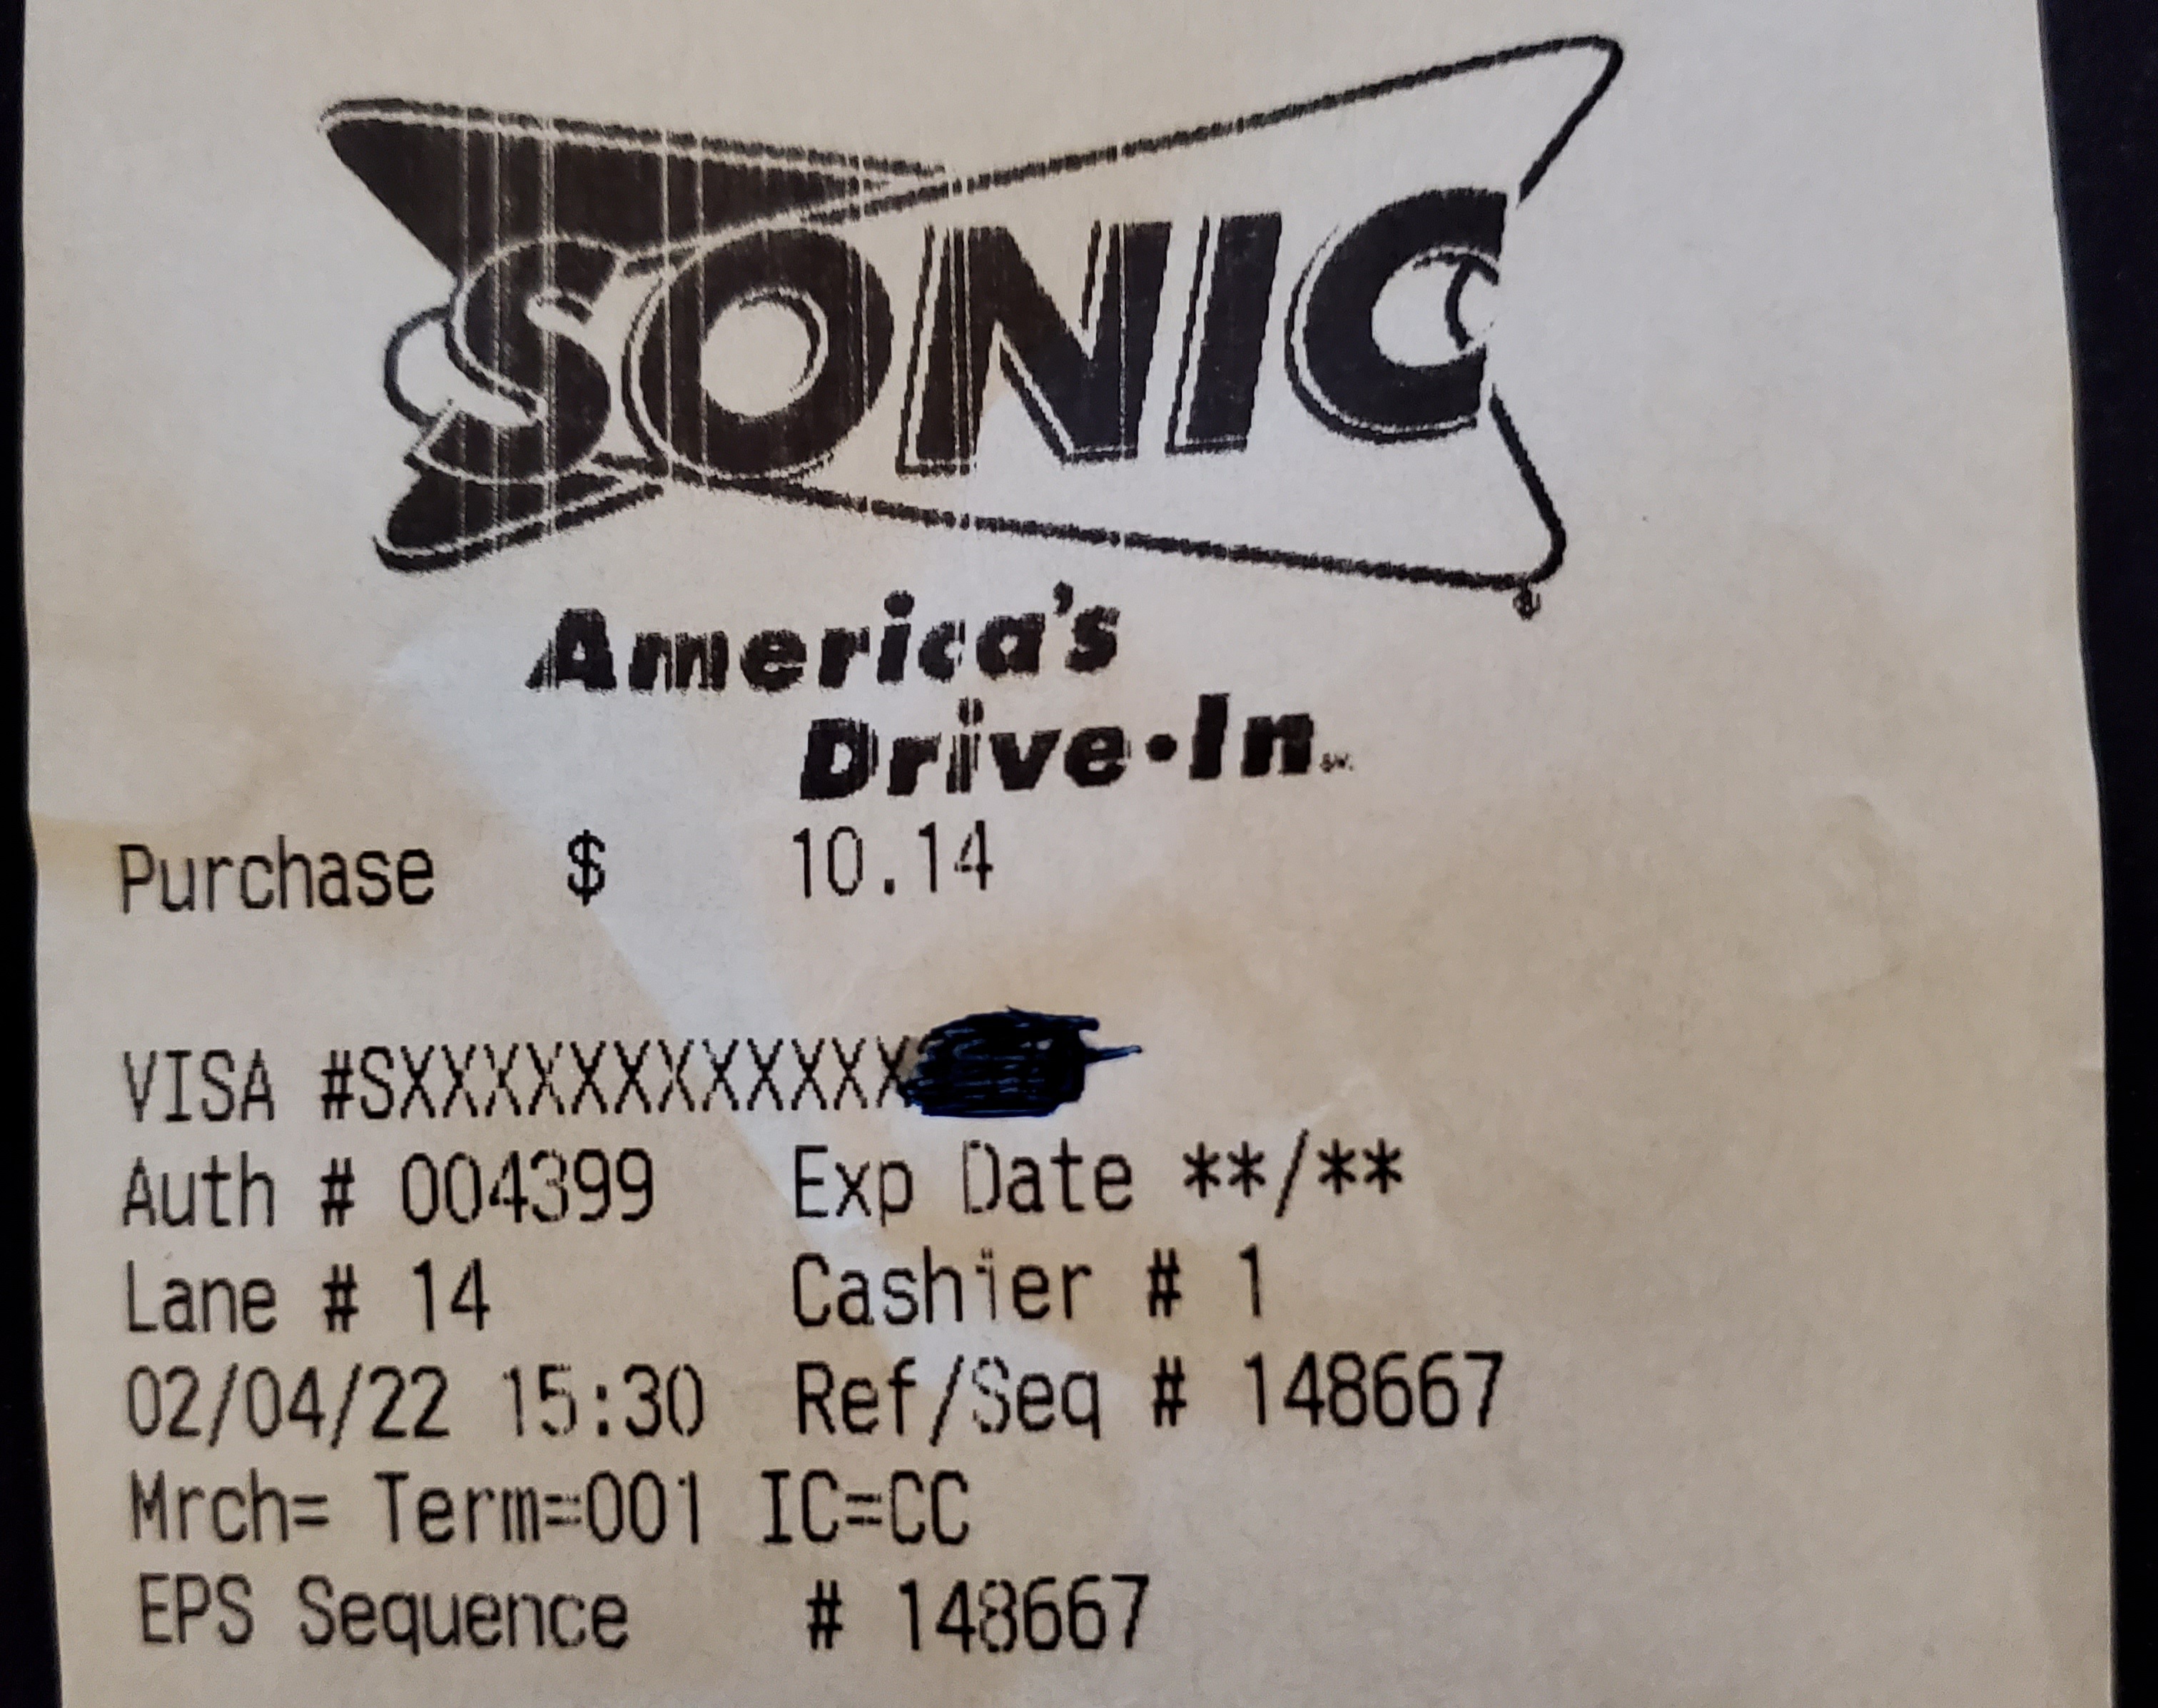 SONIC
America's
Drive-In
Purchase $ 10.14
VISA #SXXXXXXXXXXXX
Auth # 004399 Exp Date **/**
Lane # 14 Cashier # 1
02/04/22 15:30 Ref/Seq # 148667
Mrch= Term=001 IC=CC
EPS Sequence # 148667